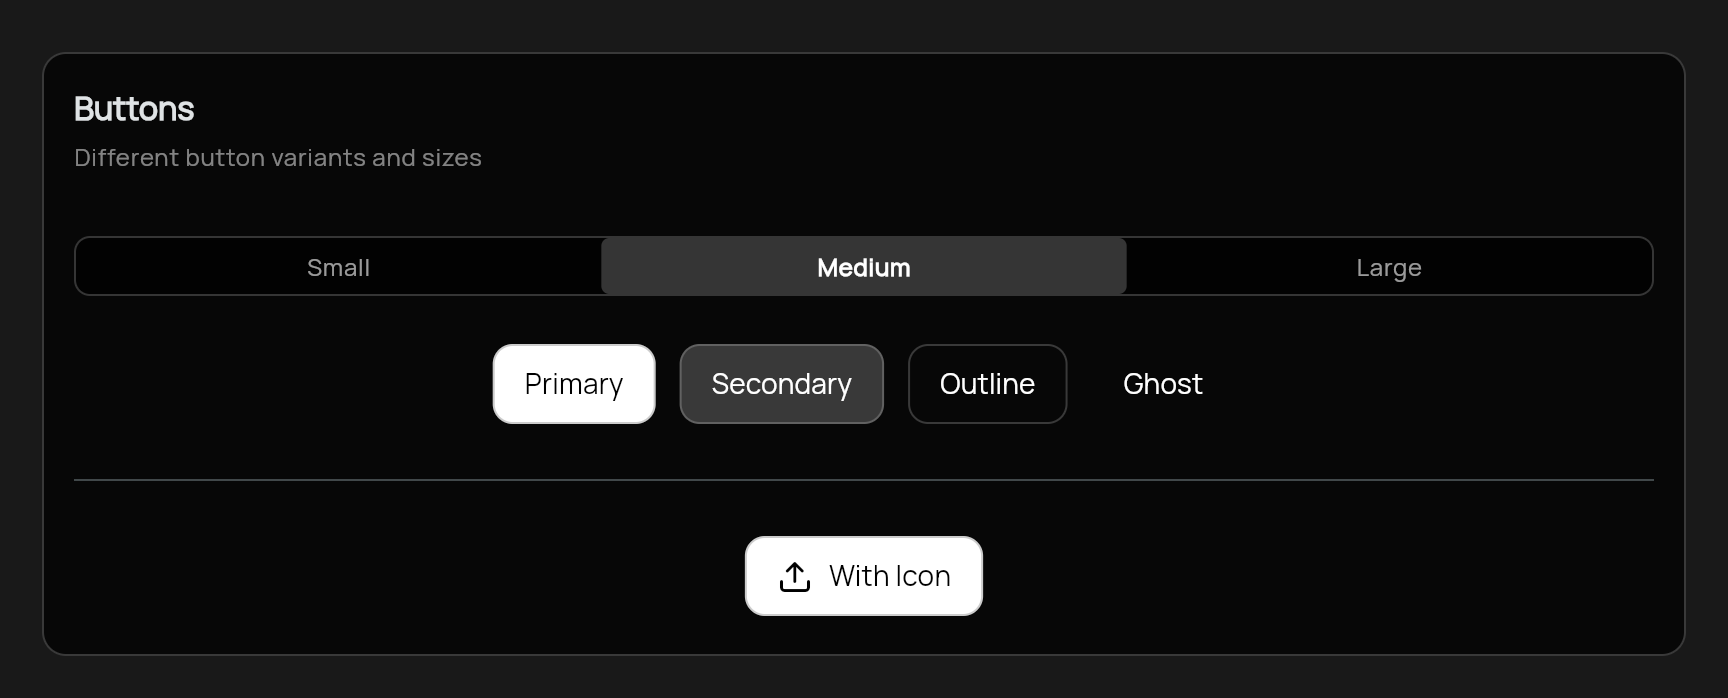 Buttons
Different button variants and sizes
Small Medium Large
Primary Secondary Outline Ghost
With Icon